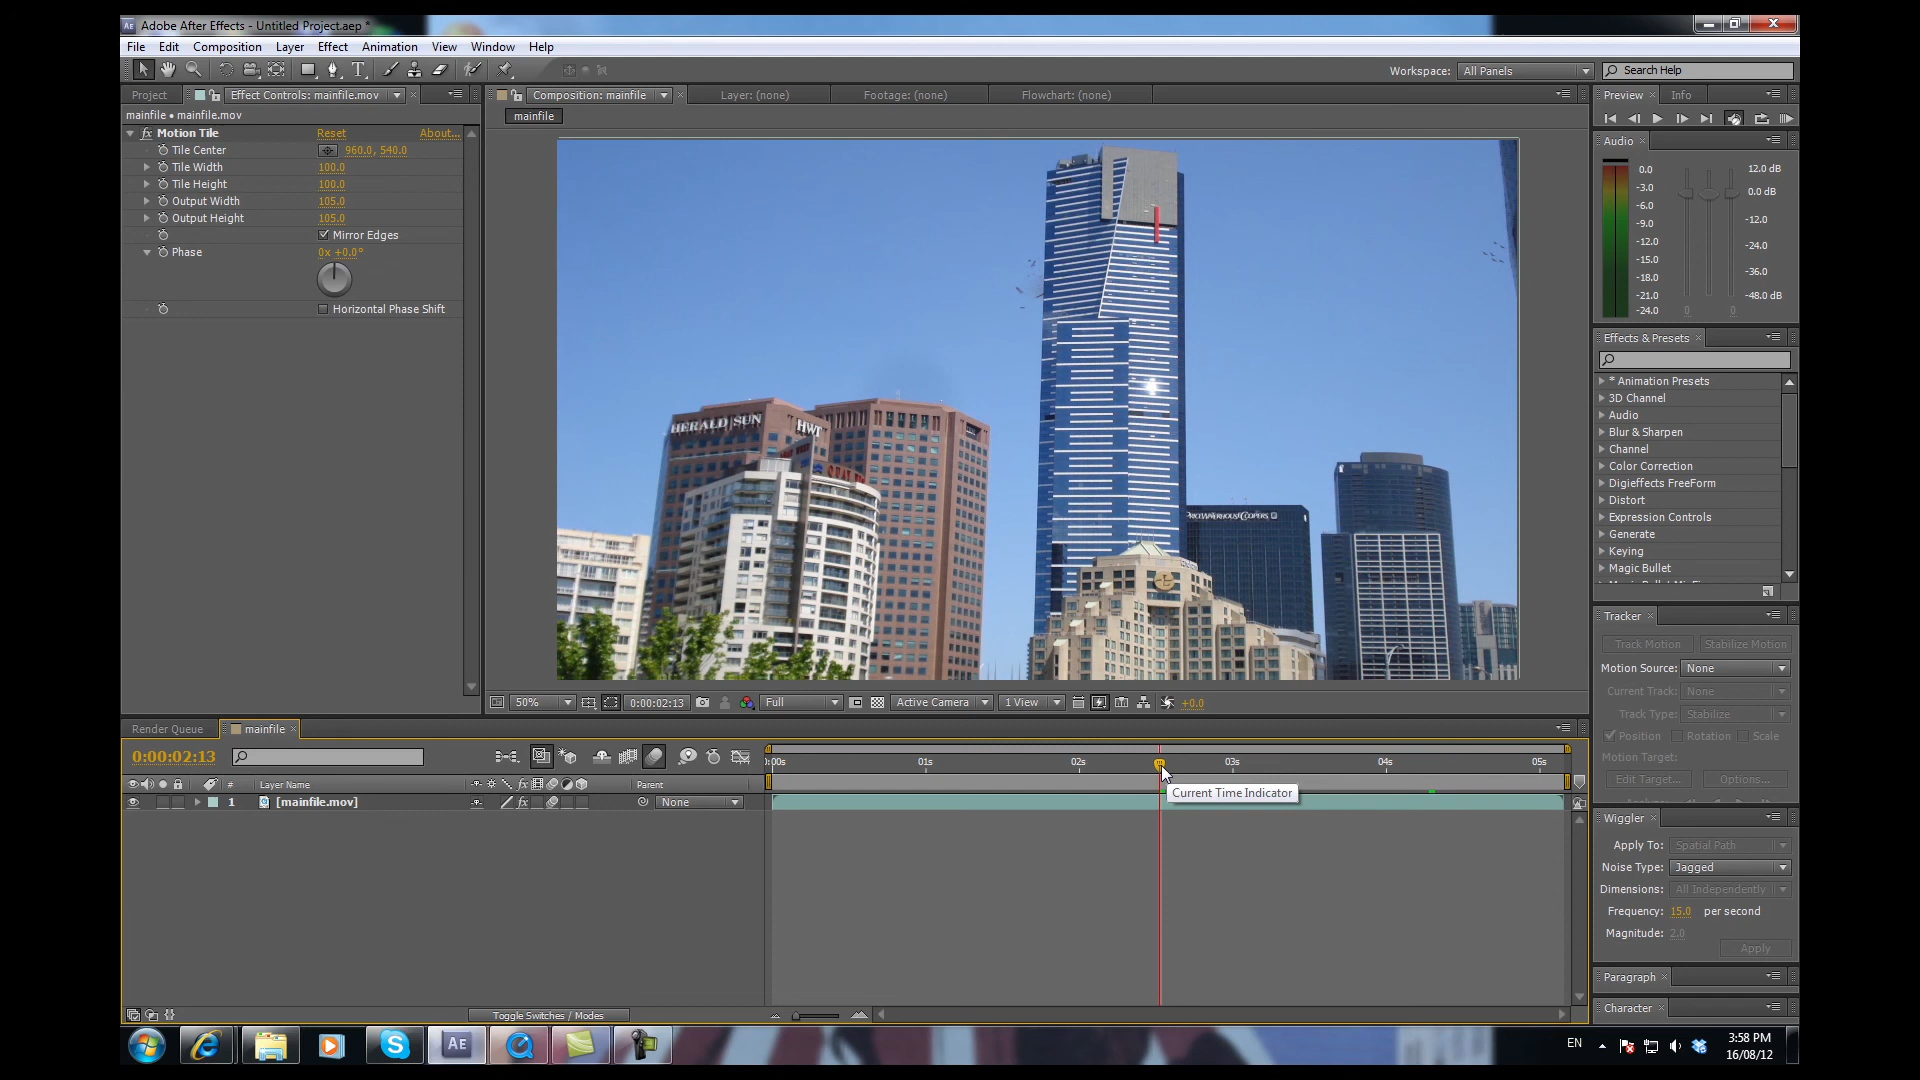 Adobe After Effects - Untitled Project.aep *
File Edit Composition Layer Effect Animation View Window Help
Workspace: All Panels Search Help
Project Effect Controls: mainfile.mov Composition: mainfile Layer: (none) Footage: (none) Flowchart: (none) Preview Info
mainfile • mainfile.mov
mainfile
Motion Tile Reset About...
Tile Center 960.0, 540.0
Tile Width 100.0
Tile Height 100.0
Output Width 105.0
Output Height 105.0
Mirror Edges
Phase 0x +0.0°
Horizontal Phase Shift
HERALD SUN
HWT
PRICEWATERHOUSECOOPERS
50% 0:00:02:13 Full Active Camera 1 View +0.0
Audio
0.0 12.0 dB
-3.0 0.0 dB
-6.0
-9.0 -12.0
-12.0 -24.0
-15.0
-18.0 -36.0
-21.0 -48.0 dB
-24.0 0 0
Effects & Presets
* Animation Presets
3D Channel
Audio
Blur & Sharpen
Channel
Color Correction
Digieffects FreeForm
Distort
Expression Controls
Generate
Keying
Magic Bullet
Tracker
Track Motion Stabilize Motion
Motion Source: None
Current Track: None
Track Type: Stabilize
Position Rotation Scale
Motion Target:
Edit Target... Options...
Wiggler
Apply To: Spatial Path
Noise Type: Jagged
Dimensions: All Independently
Frequency: 15.0 per second
Magnitude: 2.0
Apply
Paragraph
Character
Render Queue mainfile
0:00:02:13
):00s 01s 02s 03s 04s 05s
# Layer Name fx Parent
1 [mainfile.mov] fx None
Current Time Indicator
Toggle Switches / Modes
AE EN 3:58 PM
16/08/12